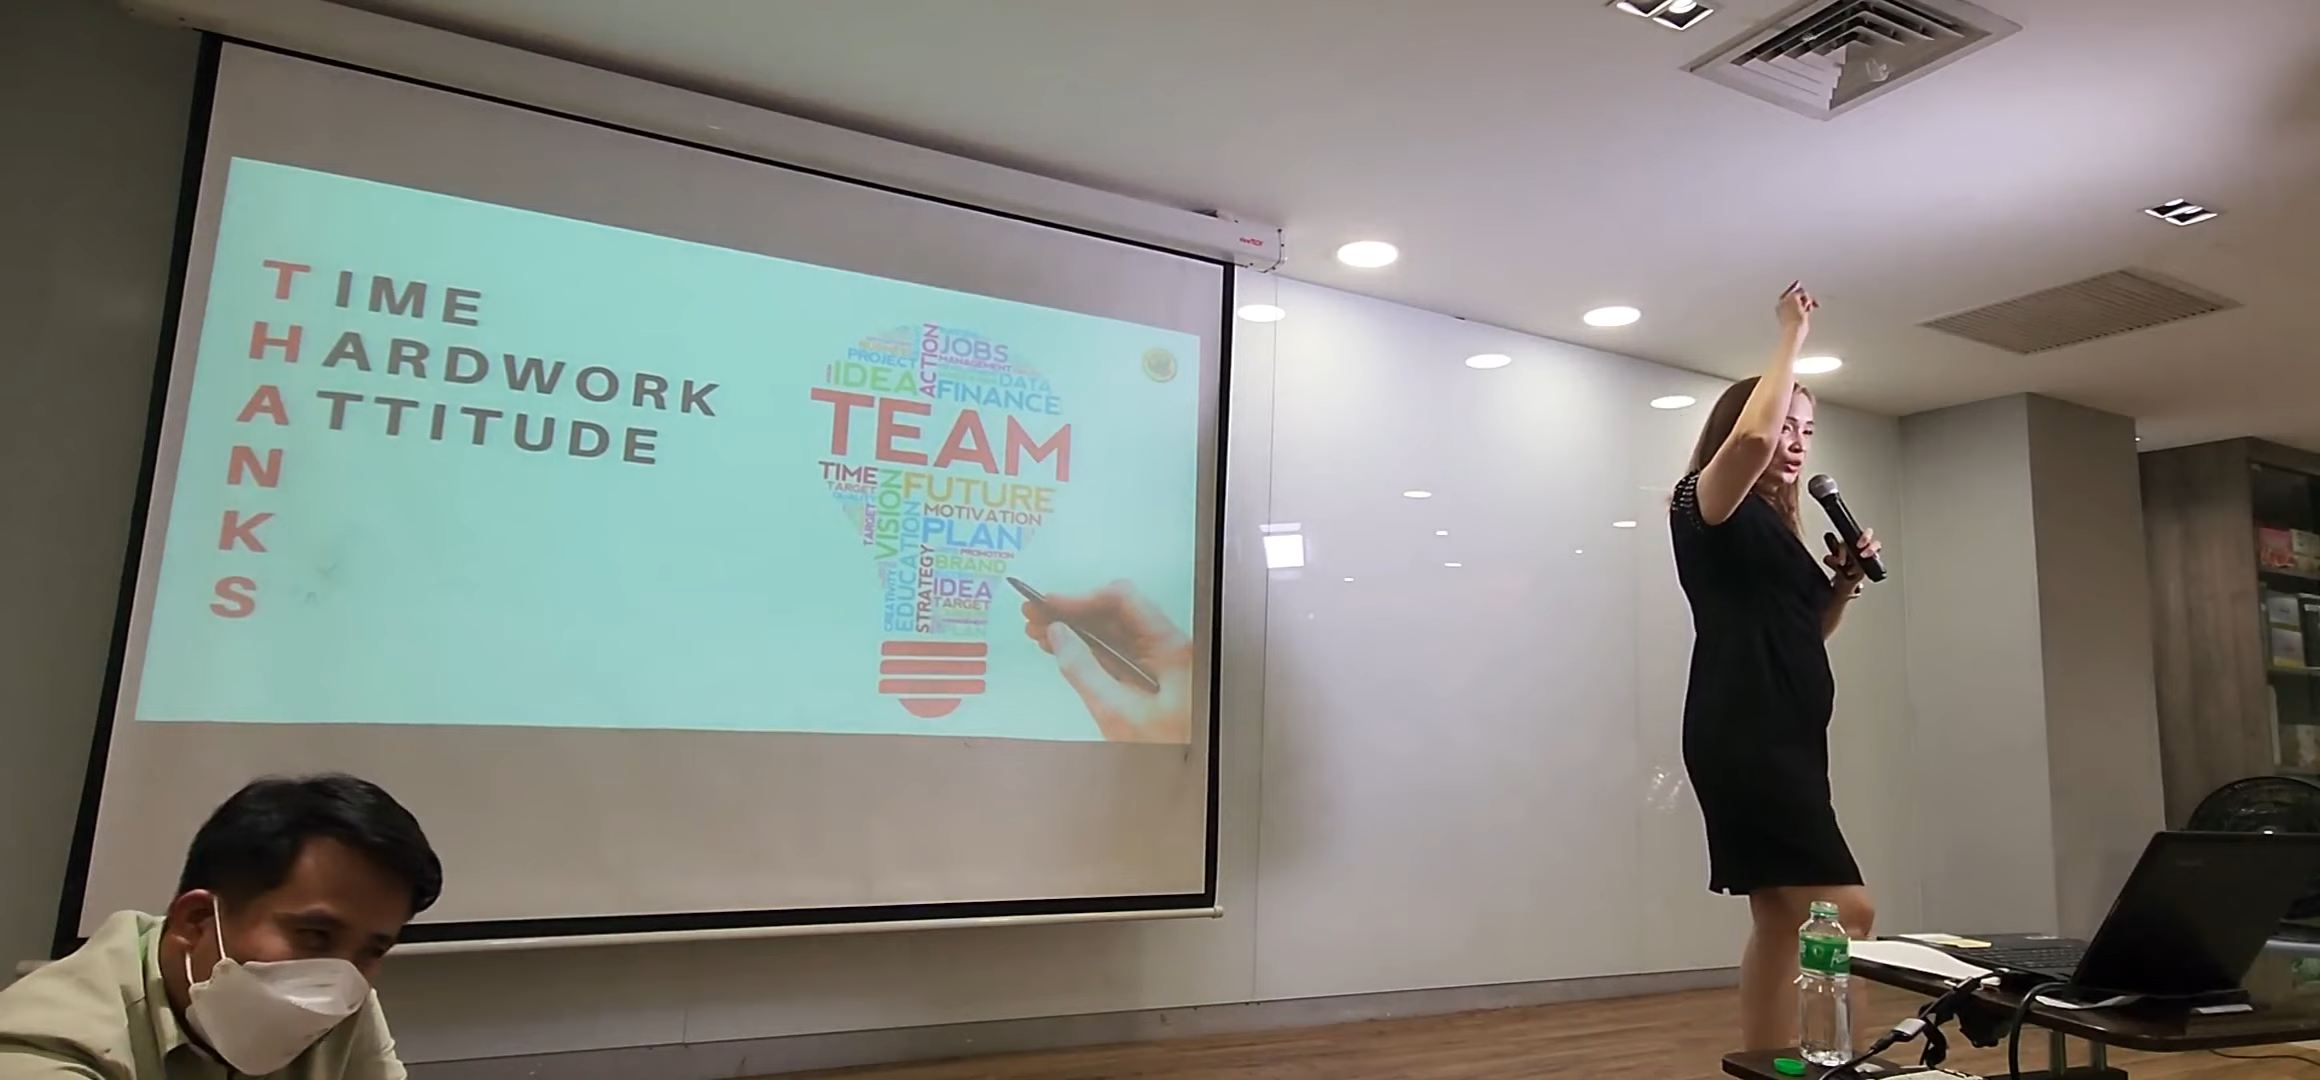 TIME
HARDWORK
ATTITUDE
N
K
S
ACTION
JOBS
MANAGEMENT
PROJECT
IDEA
DATA
FINANCE
TEAM
TIME
TARGET
FUTURE
VISION
MOTIVATION
TARGET
EDUCATION
PLAN
PROMOTION
STRATEGY
BRAND
CREATIVITY
IDEA
TARGET
PLAN